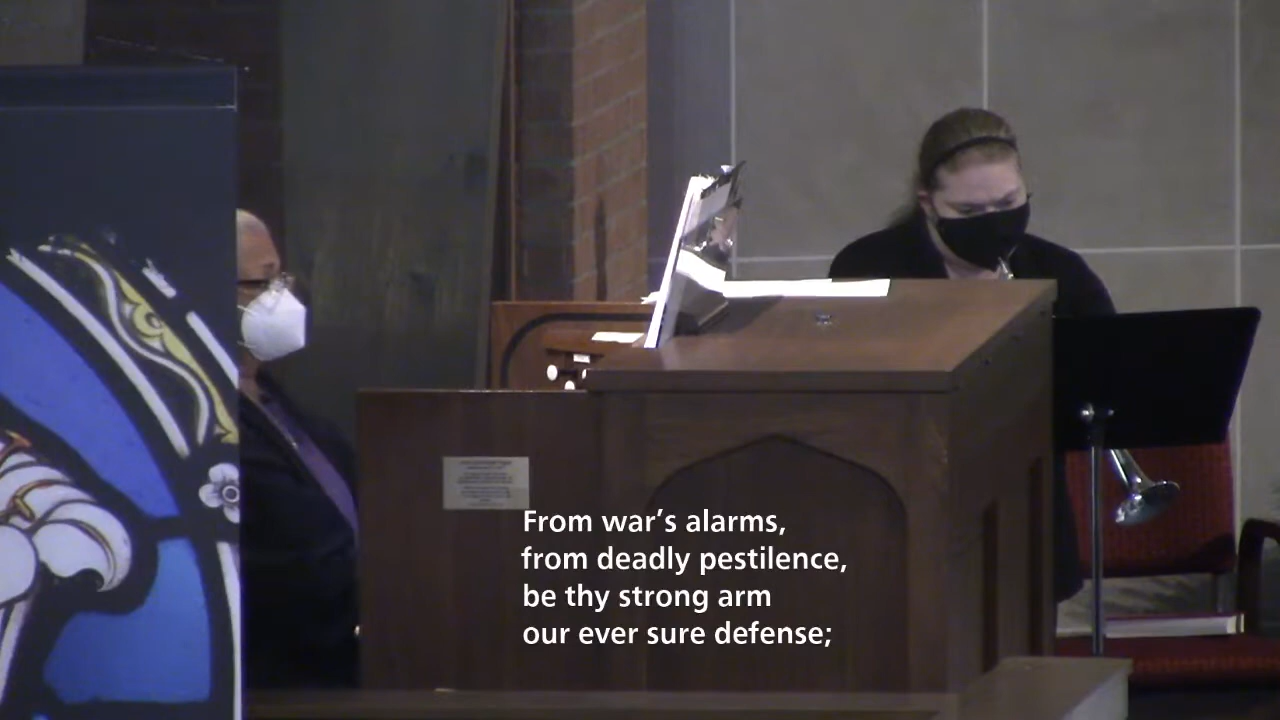 From war’s alarms,
from deadly pestilence,
be thy strong arm
our ever sure defense;